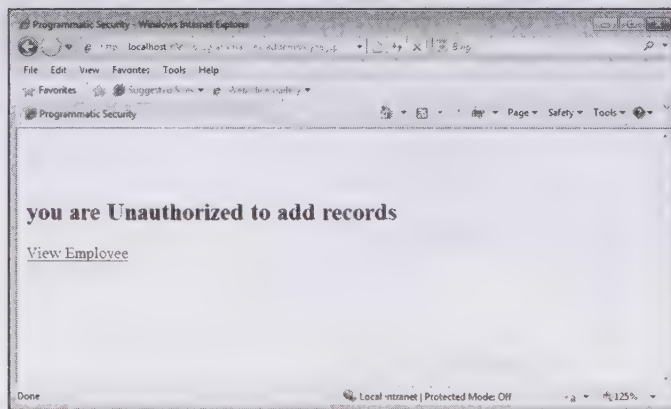 Programmatic Security - Windows Internet Explorer
localhost
File Edit View Favorites Tools Help
Favorites
Programmatic Security Page Safety Tools
you are Unauthorized to add records
View Employee
Done Local intranet | Protected Mode: Off 125%